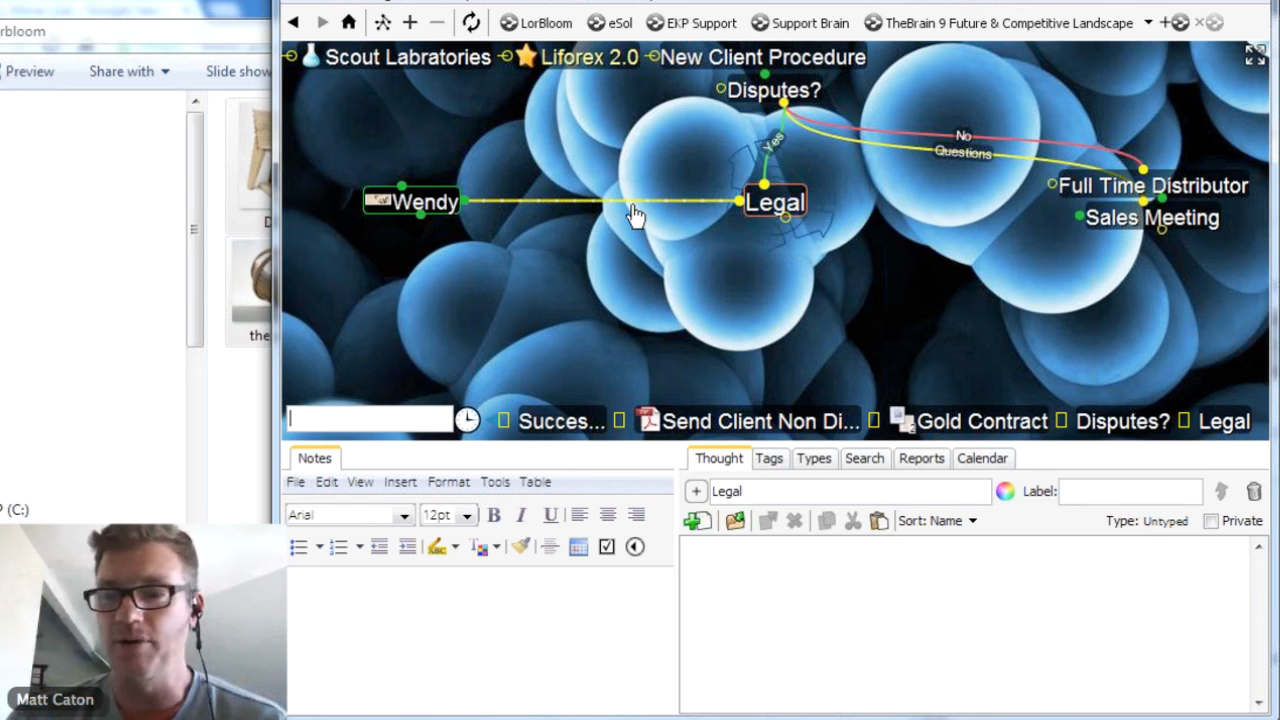 rbloom
Preview
Share with
Slide show
the
P (C:)
LorBloom
eSol
EKP Support
Support Brain
TheBrain 9 Future & Competitive Landscape
Scout Labratories
Liforex 2.0
New Client Procedure
Disputes?
No
Questions
Yes
Wendy
Legal
Full Time Distributor
Sales Meeting
Succes...
Send Client Non Di...
Gold Contract
Disputes?
Legal
Notes
File Edit View Insert Format Tools Table
Arial 12pt B I U
ABC T
Thought Tags Types Search Reports Calendar
Legal Label:
Sort: Name Type: Untyped Private
Matt Caton